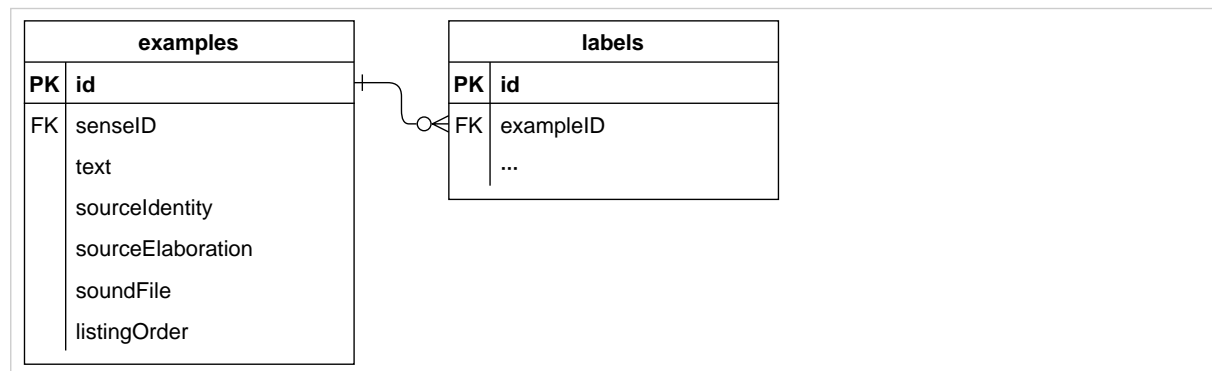 examples
PK id
FK senseID
text
sourceIdentity
sourceElaboration
soundFile
listingOrder
labels
PK id
FK exampleID
...